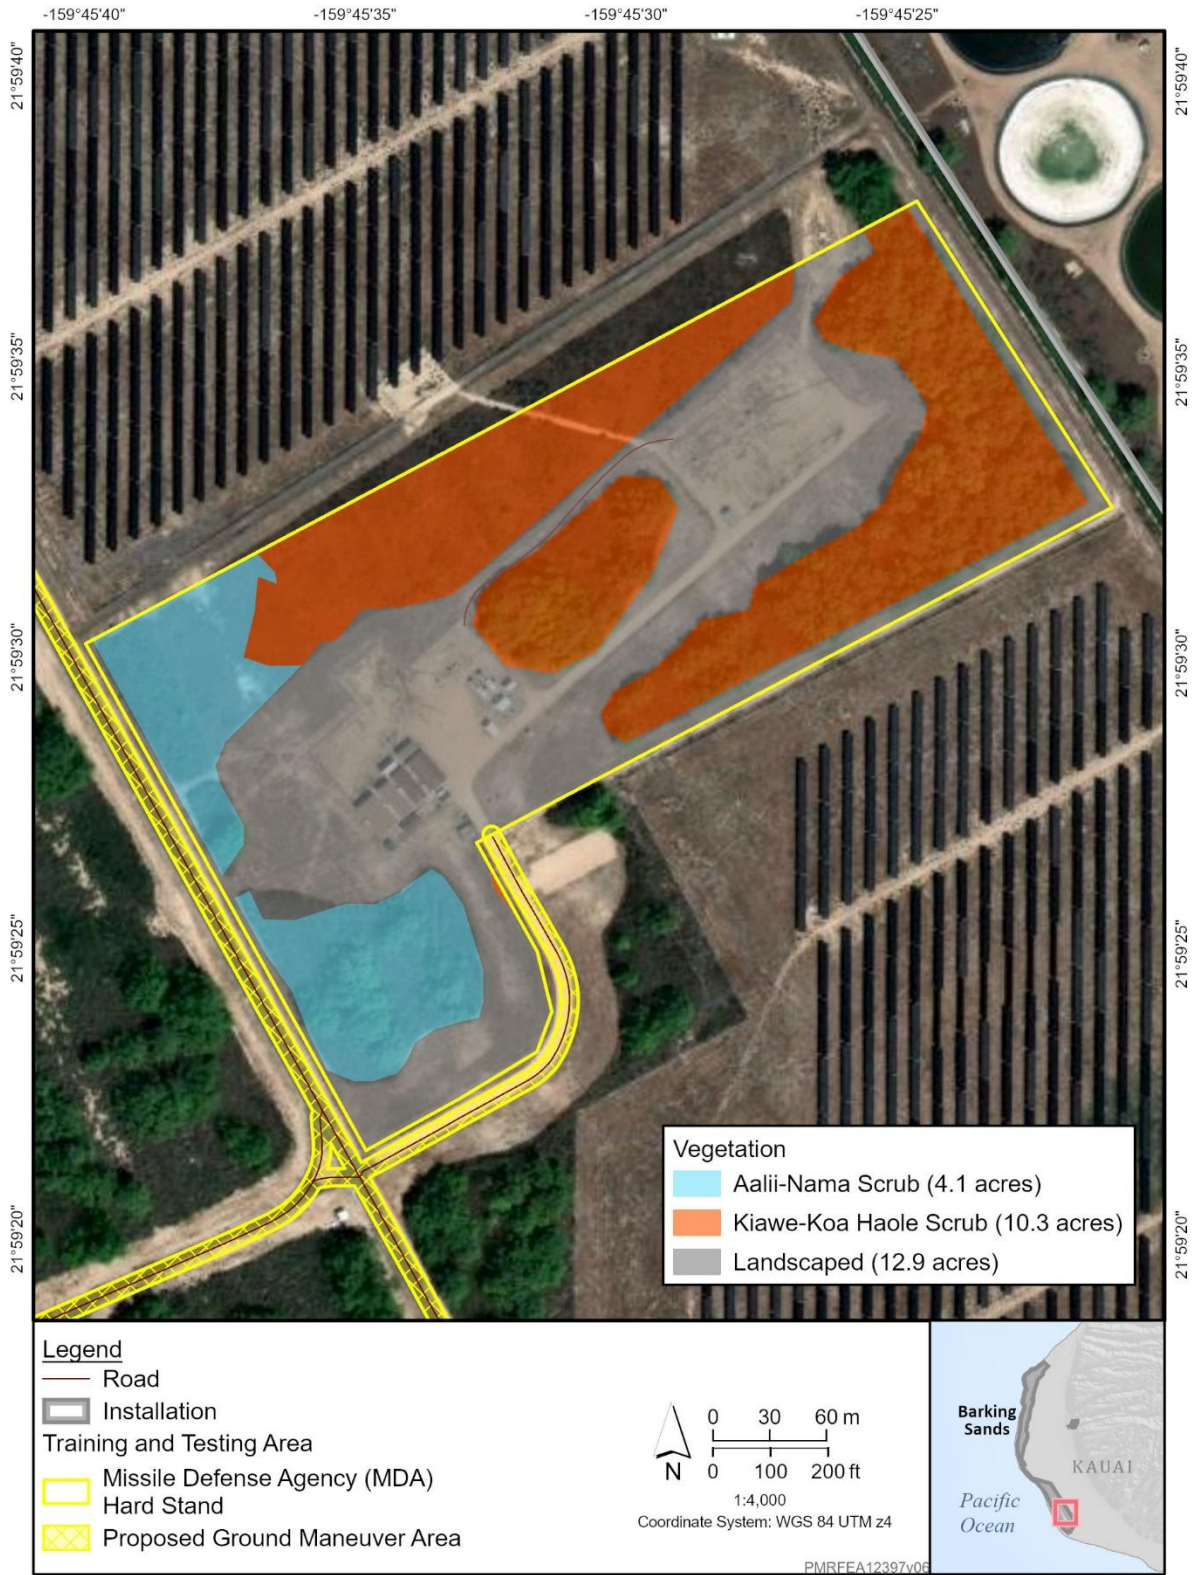 -159°45'40" -159°45'35" -159°45'30" -159°45'25"
21°59'40" 21°59'40"
21°59'35" 21°59'35"
21°59'30" 21°59'30"
21°59'25" 21°59'25"
21°59'20" 21°59'20"
Vegetation
Aalii-Nama Scrub (4.1 acres)
Kiawe-Koa Haole Scrub (10.3 acres)
Landscaped (12.9 acres)
Legend
Road
Installation
Training and Testing Area
Missile Defense Agency (MDA)
Hard Stand
Proposed Ground Maneuver Area
N
0 30 60 m
0 100 200 ft
1:4,000
Coordinate System: WGS 84 UTM z4
PMRFEA12397v06
Barking
Sands
KAUAI
Pacific
Ocean